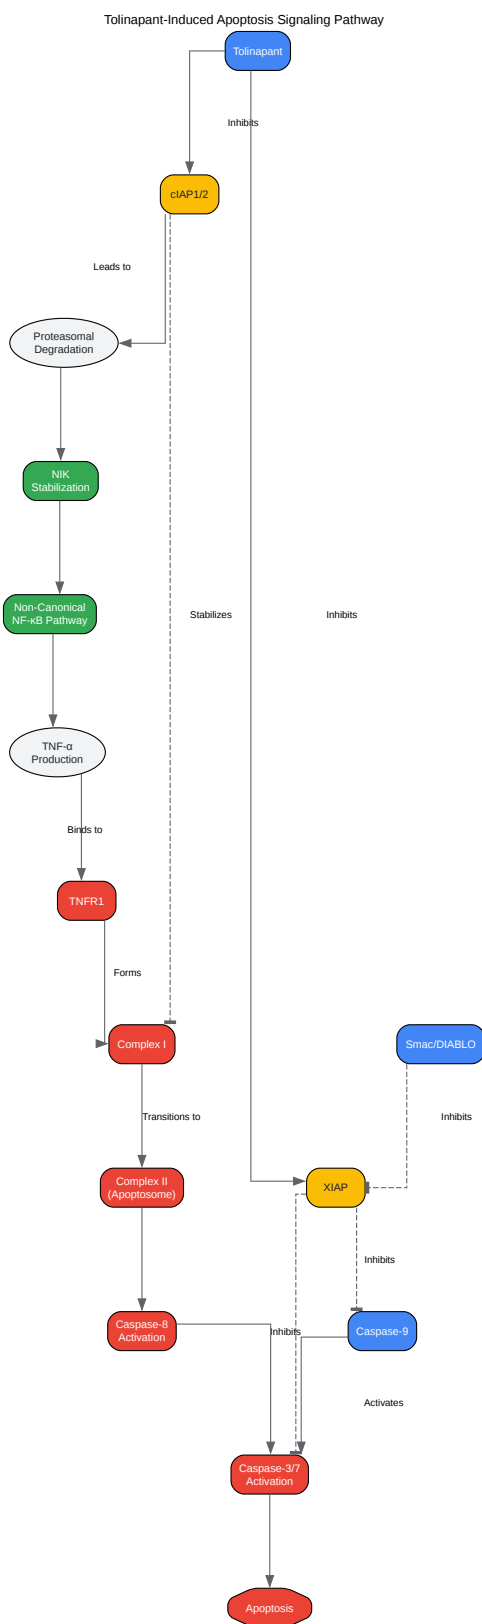 Tolinapant-Induced Apoptosis Signaling Pathway
Tolinapant
Inhibits
cIAP1/2
Leads to
Proteasomal
Degradation
NIK
Stabilization
Non-Canonical
NF-κB Pathway
Stabilizes
Inhibits
TNF-α
Production
Binds to
TNFR1
Forms
Complex I
Smac/DIABLO
Transitions to
Inhibits
Complex II
(Apoptosome)
XIAP
Inhibits
Caspase-8
Activation
Inhibits
Caspase-9
Activates
Caspase-3/7
Activation
Apoptosis